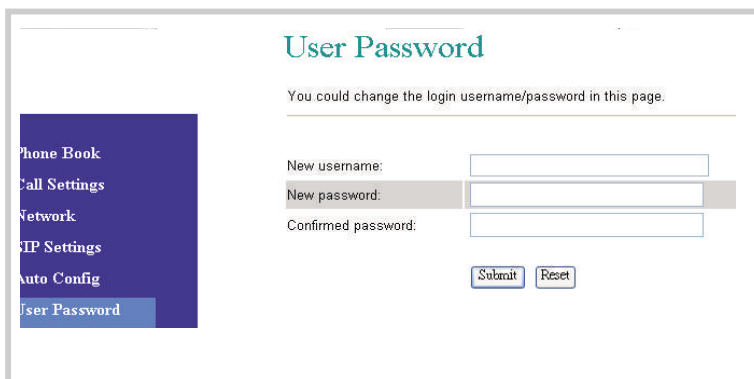 User Password
You could change the login username/password in this page.
Phone Book
Call Settings
Network
SIP Settings
Auto Config
User Password
New username:
New password:
Confirmed password:
Submit Reset